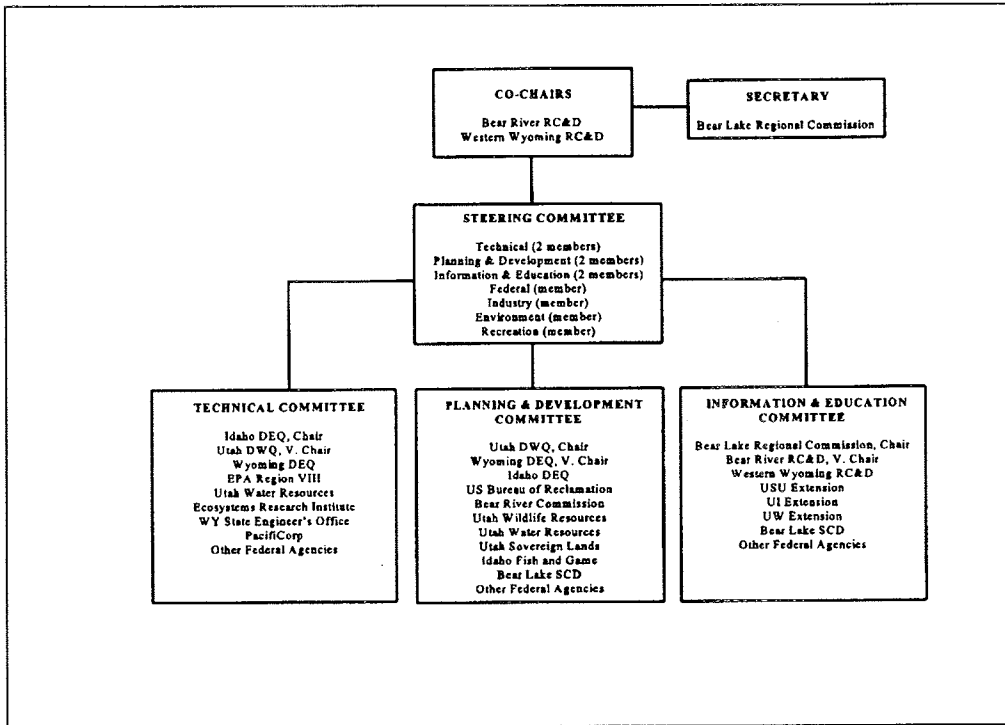 CO-CHAIRS
Bear River RC&D
Western Wyoming RC&D
SECRETARY
Bear Lake Regional Commission
STEERING COMMITTEE
Technical (2 members)
Planning & Development (2 members)
Information & Education (2 members)
Federal (member)
Industry (member)
Environment (member)
Recreation (member)
TECHNICAL COMMITTEE
Idaho DEQ, Chair
Utah DWQ, V. Chair
Wyoming DEQ
EPA Region VIII
Utah Water Resources
Ecosystems Research Institute
WY State Engineer's Office
PacifiCorp
Other Federal Agencies
PLANNING & DEVELOPMENT
COMMITTEE
Utah DWQ, Chair
Wyoming DEQ, V. Chair
Idaho DEQ
US Bureau of Reclamation
Bear River Commission
Utah Wildlife Resources
Utah Water Resources
Utah Sovereign Lands
Idaho Fish and Game
Bear Lake SCD
Other Federal Agencies
INFORMATION & EDUCATION
COMMITTEE
Bear Lake Regional Commission, Chair
Bear River RC&D, V. Chair
Western Wyoming RC&D
USU Extension
UI Extension
UW Extension
Bear Lake SCD
Other Federal Agencies